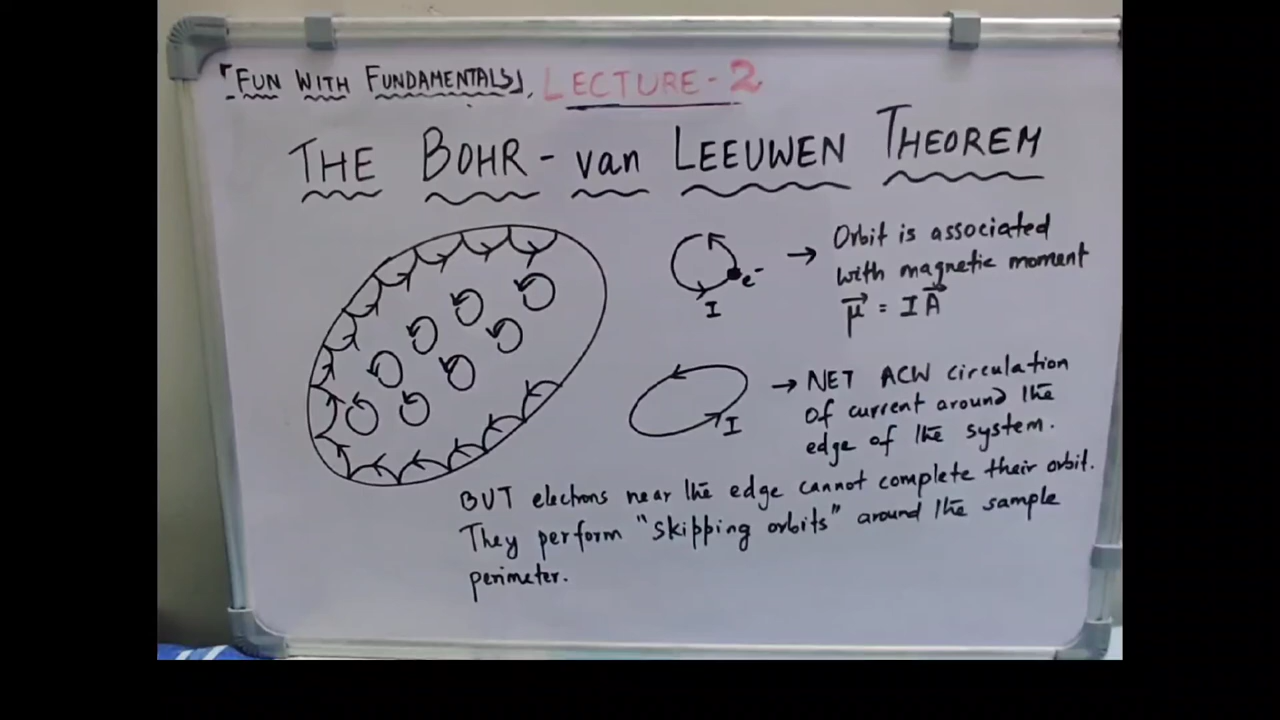 「FUN WITH FUNDAMENTALS」, LECTURE-2
THE BOHR-van LEEUWEN THEOREM
e⁻
I
→ Orbit is associated
with magnetic moment
μ⃗ = I A⃗
I
→ NET ACW circulation
of current around the
edge of the system.
BUT electrons near the edge cannot complete their orbit.
They perform "skipping orbits" around the sample
perimeter.